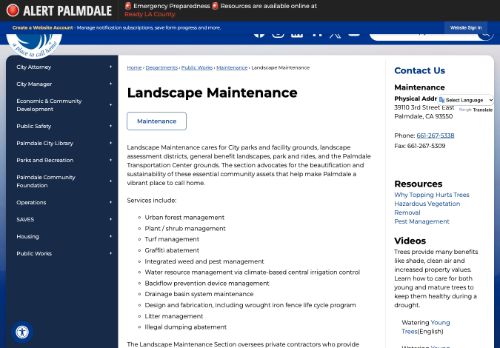 ALERT PALMDALE
🚨 Emergency Preparedness 🚨 Resources are available online at
Ready LA County.
Create a Website Account - Manage notification subscriptions, save form progress and more.
Website Sign In
a place to call home
City Attorney
City Manager
Economic & Community
Development
Public Safety
Palmdale City Library
Parks and Recreation
Palmdale Community
Foundation
Operations
SAVES
Housing
Public Works
Home › Departments › Public Works › Maintenance › Landscape Maintenance
Landscape Maintenance
Maintenance
Landscape Maintenance cares for City parks and facility grounds, landscape
assessment districts, general benefit landscapes, park and rides, and the Palmdale
Transportation Center grounds. The section advocates for the beautification and
sustainability of these essential community assets that help make Palmdale a
vibrant place to call home.
Services include:
Urban forest management
Plant / shrub management
Turf management
Graffiti abatement
Integrated weed and pest management
Water resource management via climate-based central irrigation control
Backflow prevention device management
Drainage basin system maintenance
Design and fabrication, including wrought iron fence life cycle program
Litter management
Illegal dumping abatement
The Landscape Maintenance Section oversees private contractors who provide
Contact Us
Maintenance
Physical Addr
Select Language
39110 3rd Street East
Google Translate
Palmdale, CA 93550
Phone: 661-267-5338
Fax: 661-267-5309
Resources
Why Topping Hurts Trees
Hazardous Vegetation
Removal
Pest Management
Videos
Trees provide many benefits
like shade, clean air and
increased property values.
Learn how to care for both
young and mature trees to
keep them healthy during a
drought.
Watering Young
Trees(English)